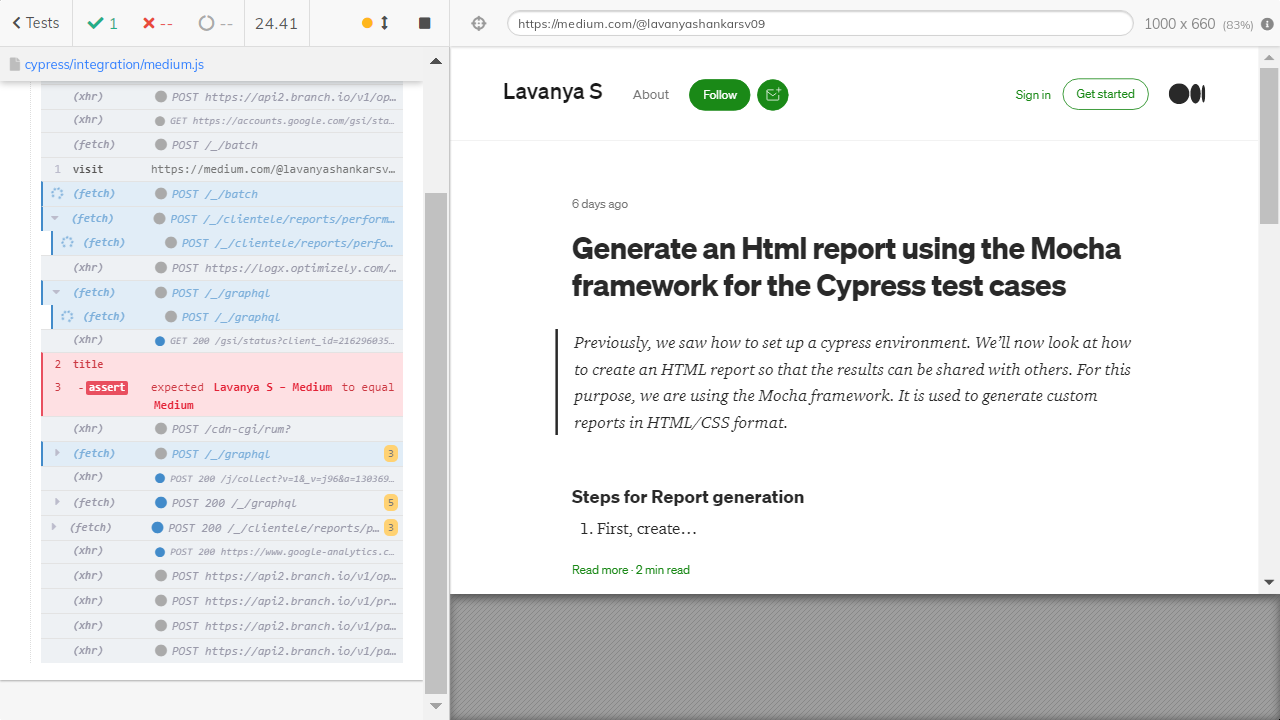 Tests 1 -- -- 24.41
cypress/integration/medium.js
(xhr) POST https://api2.branch.io/v1/op…
(xhr) GET https://accounts.google.com/gsi/sta…
(fetch) POST /_/batch
1 visit https://medium.com/@lavanyashankarsv…
(fetch) POST /_/batch
(fetch) POST /_/clientele/reports/perform…
(fetch) POST /_/clientele/reports/perfo…
(xhr) POST https://logx.optimizely.com/…
(fetch) POST /_/graphql
(fetch) POST /_/graphql
(xhr) GET 200 /gsi/status?client_id=216296035…
2 title
3 -assert expected Lavanya S – Medium to equal
Medium
(xhr) POST /cdn-cgi/rum?
(fetch) POST /_/graphql 3
(xhr) POST 200 /j/collect?v=1&_v=j96&a=130369…
(fetch) POST 200 /_/graphql 5
(fetch) POST 200 /_/clientele/reports/p… 3
(xhr) POST 200 https://www.google-analytics.c…
(xhr) POST https://api2.branch.io/v1/op…
(xhr) POST https://api2.branch.io/v1/pr…
(xhr) POST https://api2.branch.io/v1/pa…
(xhr) POST https://api2.branch.io/v1/pa…
https://medium.com/@lavanyashankarsv09 1000 x 660 (83%)
Lavanya S About Follow Sign in Get started
6 days ago
Generate an Html report using the Mocha
framework for the Cypress test cases
Previously, we saw how to set up a cypress environment. We’ll now look at how
to create an HTML report so that the results can be shared with others. For this
purpose, we are using the Mocha framework. It is used to generate custom
reports in HTML/CSS format.
Steps for Report generation
1. First, create…
Read more · 2 min read